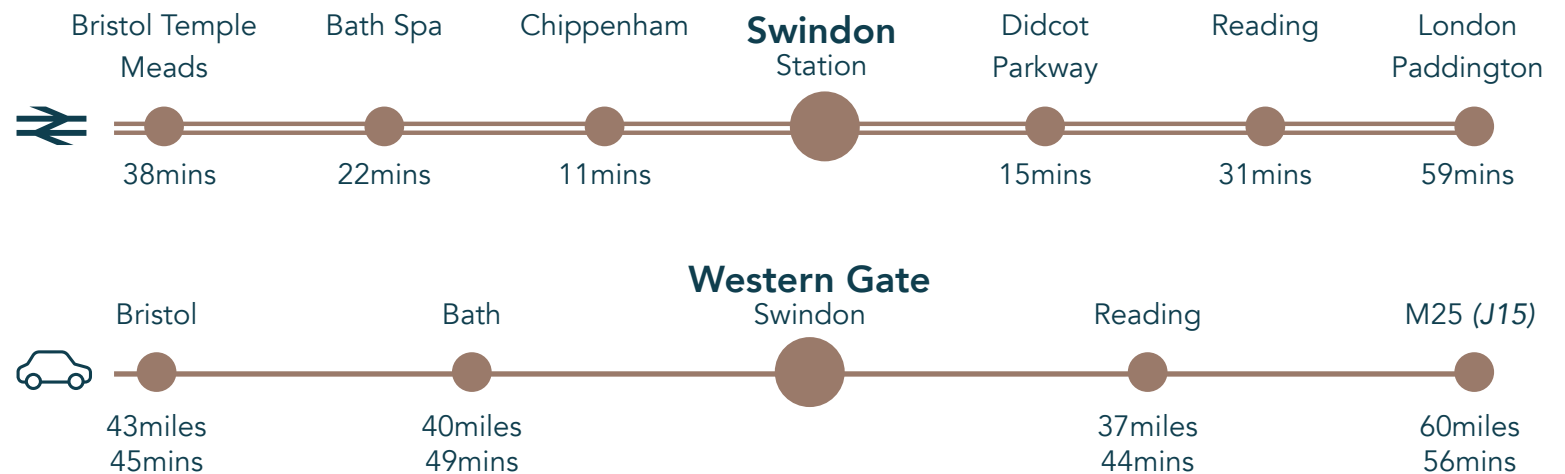 Bristol Temple
Meads
Bath Spa
Chippenham
Swindon
Station
Didcot
Parkway
Reading
London
Paddington
38mins
22mins
11mins
15mins
31mins
59mins
Western Gate
Bristol
Bath
Swindon
Reading
M25 (J15)
43miles
45mins
40miles
49mins
37miles
44mins
60miles
56mins